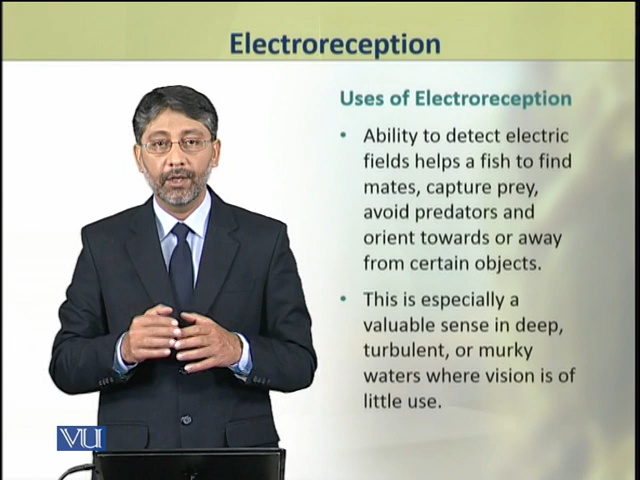 Electroreception
Uses of Electroreception
• Ability to detect electric
fields helps a fish to find
mates, capture prey,
avoid predators and
orient towards or away
from certain objects.
• This is especially a
valuable sense in deep,
turbulent, or murky
waters where vision is of
little use.
VU